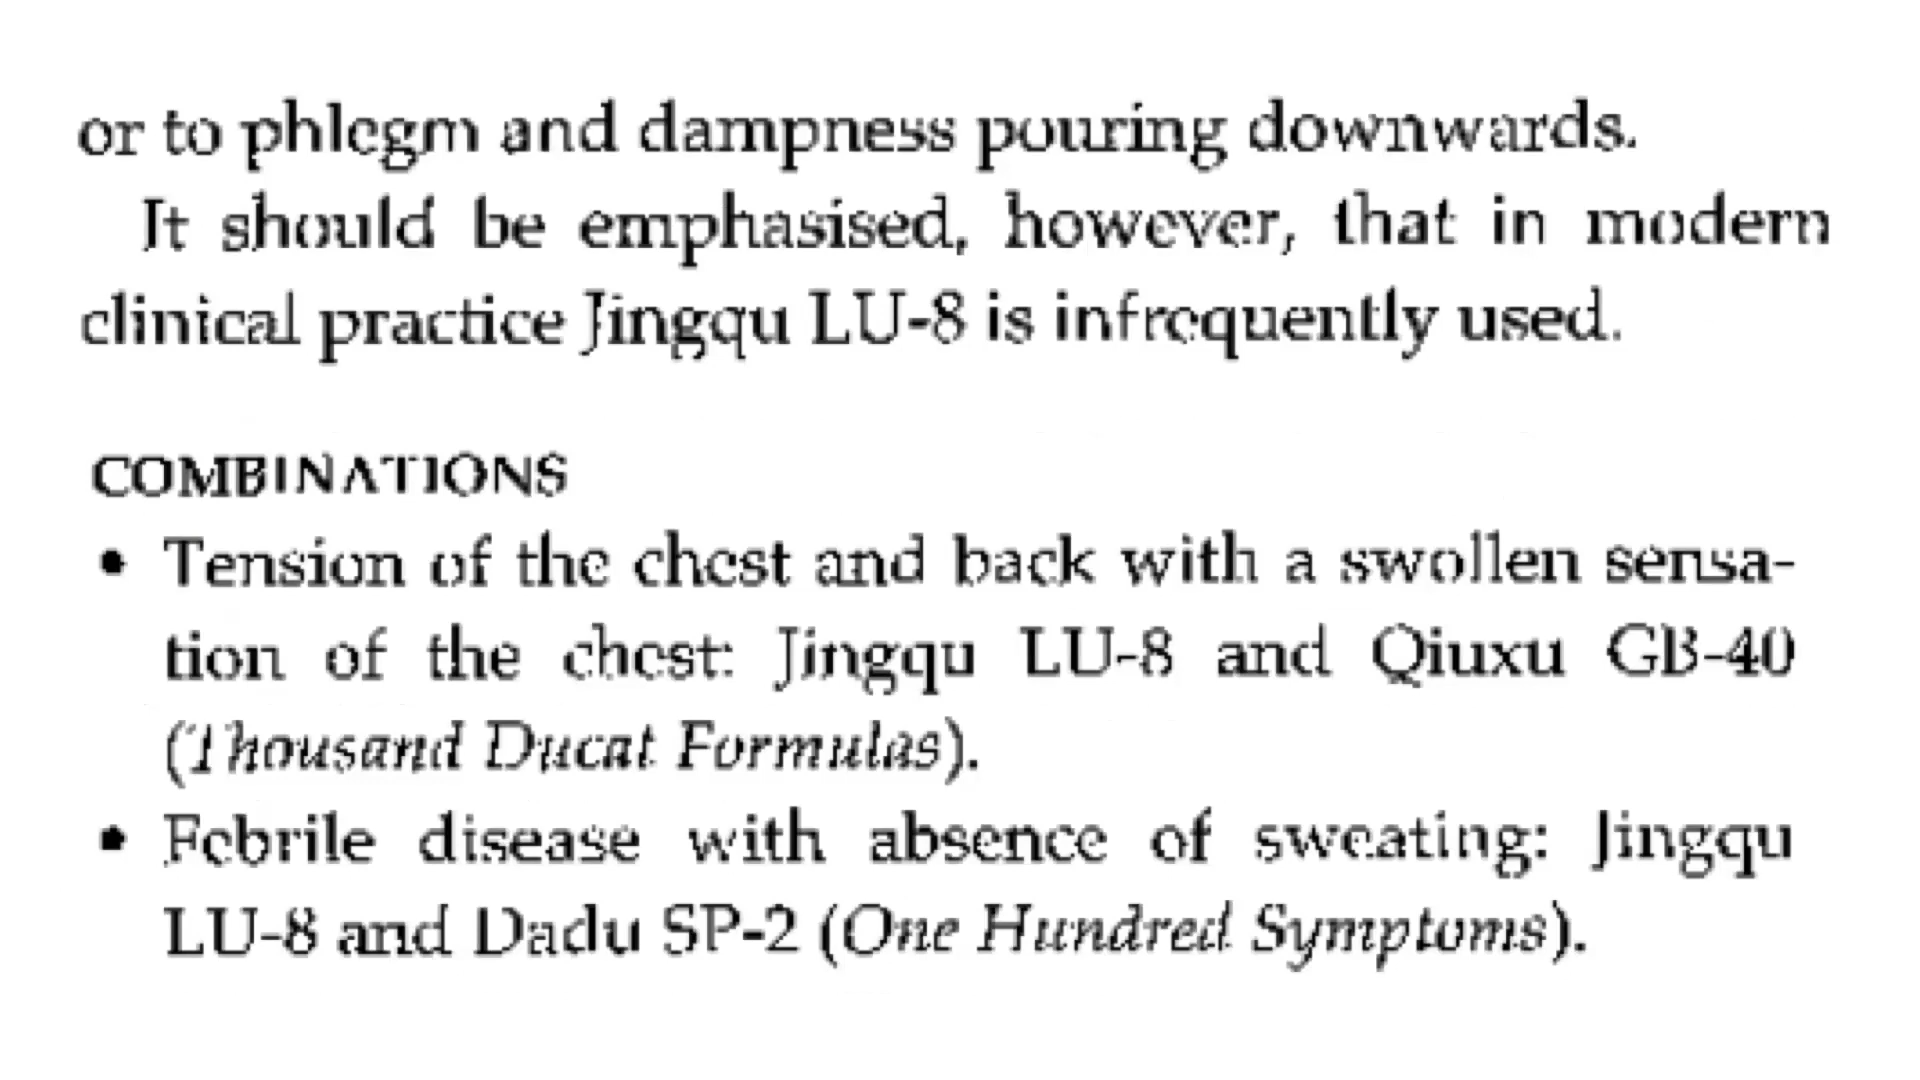 or to phlegm and dampness pouring downwards.
It should be emphasised, however, that in modern
clinical practice Jingqu LU-8 is infrequently used.
COMBINATIONS
• Tension of the chest and back with a swollen sensa-
tion of the chest: Jingqu LU-8 and Qiuxu GB-40
(Thousand Ducat Formulas).
• Febrile disease with absence of sweating: Jingqu
LU-8 and Dadu SP-2 (One Hundred Symptoms).